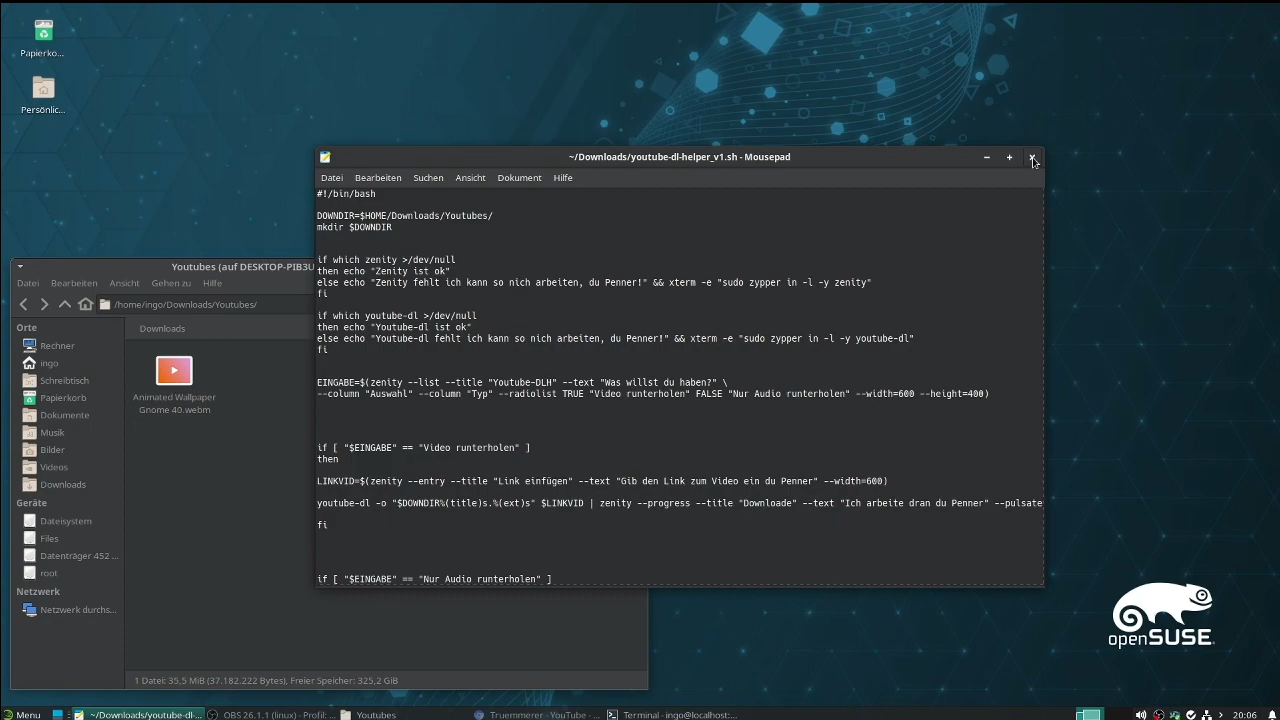 Papierko...
Persönlic...
~/Downloads/youtube-dl-helper_v1.sh - Mousepad
Datei Bearbeiten Suchen Ansicht Dokument Hilfe
#!/bin/bash
DOWNDIR=$HOME/Downloads/Youtubes/
mkdir $DOWNDIR
if which zenity >/dev/null
then echo "Zenity ist ok"
else echo "Zenity fehlt ich kann so nich arbeiten, du Penner!" && xterm -e "sudo zypper in -l -y zenity"
fi
if which youtube-dl >/dev/null
then echo "Youtube-dl ist ok"
else echo "Youtube-dl fehlt ich kann so nich arbeiten, du Penner!" && xterm -e "sudo zypper in -l -y youtube-dl"
fi
EINGABE=$(zenity --list --title "Youtube-DLH" --text "Was willst du haben?" \
--column "Auswahl" --column "Typ" --radiolist TRUE "Video runterholen" FALSE "Nur Audio runterholen" --width=600 --height=400)
if [ "$EINGABE" == "Video runterholen" ]
then
LINKVID=$(zenity --entry --title "Link einfügen" --text "Gib den Link zum Video ein du Penner" --width=600)
youtube-dl -o "$DOWNDIR%(title)s.%(ext)s" $LINKVID | zenity --progress --title "Downloade" --text "Ich arbeite dran du Penner" --pulsate
fi
if [ "$EINGABE" == "Nur Audio runterholen" ]
Youtubes (auf DESKTOP-PIB3U
Datei Bearbeiten Ansicht Gehen zu Hilfe
/home/ingo/Downloads/Youtubes/
Orte
Rechner
ingo
Schreibtisch
Papierkorb
Dokumente
Musik
Bilder
Videos
Downloads
Geräte
Dateisystem
Files
Datenträger 452 ...
root
Netzwerk
Netzwerk durchs...
Downloads
Animated Wallpaper
Gnome 40.webm
1 Datei: 35,5 MiB (37.182.222 Bytes), Freier Speicher: 325,2 GiB
openSUSE
Menu ~/Downloads/youtube-dl-... OBS 26.1.1 (linux) - Profil: ... Youtubes Truemmerer - YouTube - ... Terminal - ingo@localhost:... 20:06